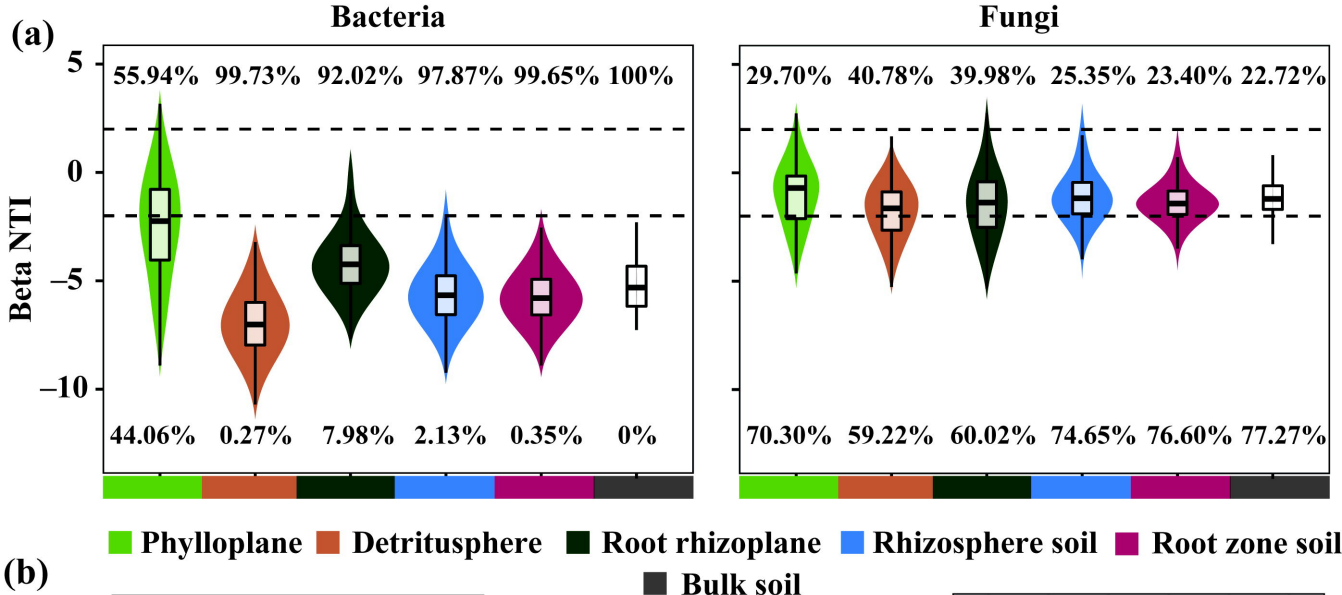 (a)
Bacteria
Fungi
Beta NTI
5
0
−5
−10
55.94% 99.73% 92.02% 97.87% 99.65% 100%
44.06% 0.27% 7.98% 2.13% 0.35% 0%
29.70% 40.78% 39.98% 25.35% 23.40% 22.72%
70.30% 59.22% 60.02% 74.65% 76.60% 77.27%
Phylloplane Detritusphere Root rhizoplane Rhizosphere soil Root zone soil
Bulk soil
(b)